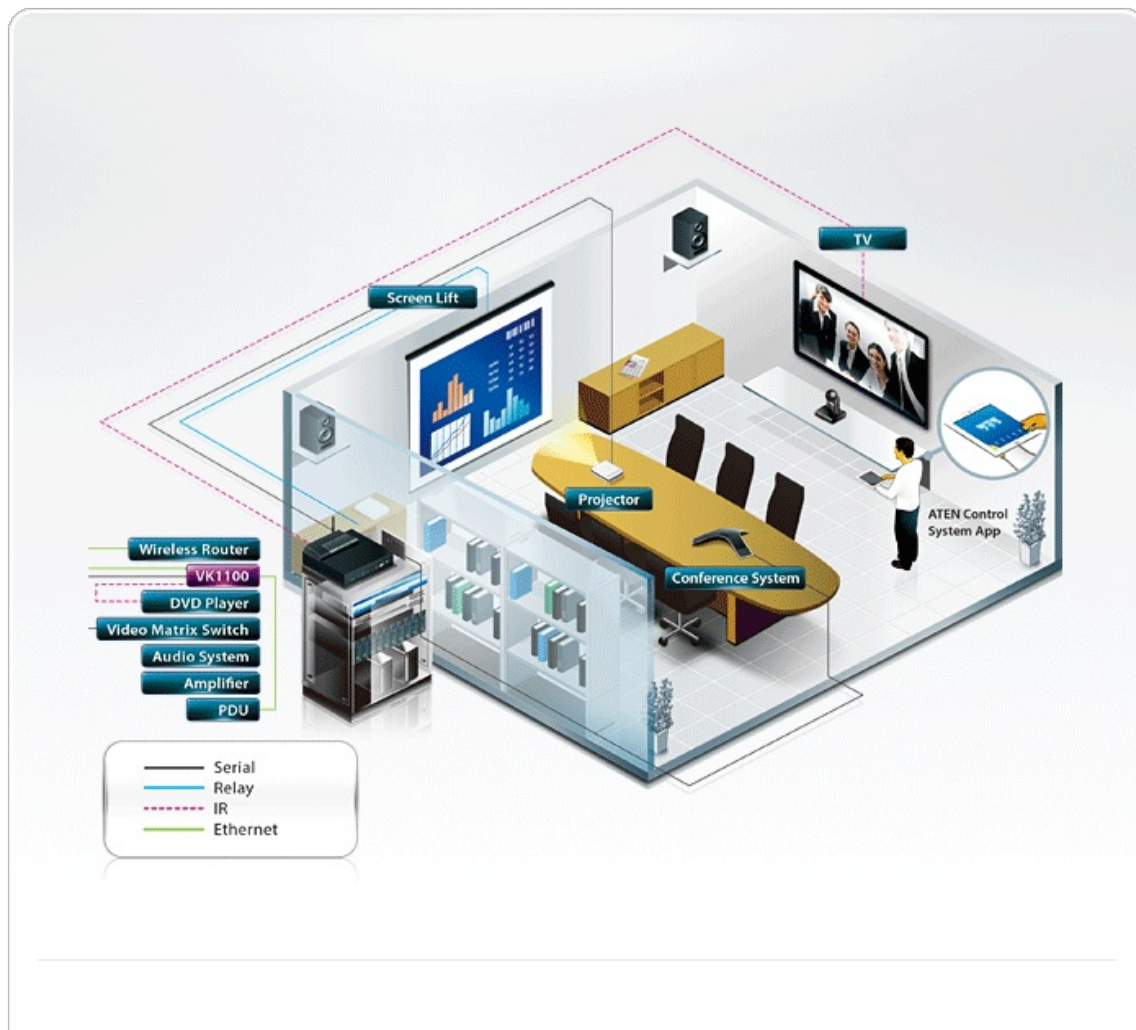 TV
Screen Lift
Projector
ATEN Control
System App
Conference System
Wireless Router
VK1100
DVD Player
Video Matrix Switch
Audio System
Amplifier
PDU
Serial
Relay
IR
Ethernet